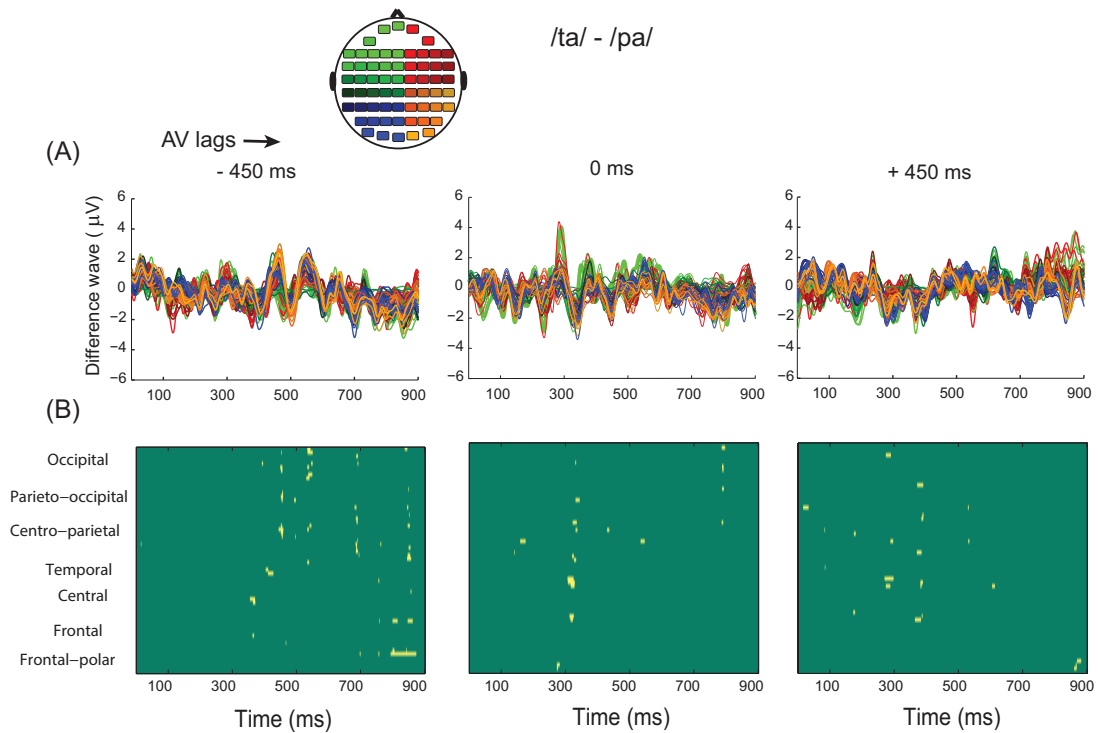 /ta/ - /pa/
AV lags
(A)
- 450 ms
0 ms
+ 450 ms
Difference wave ( μV)
6
4
2
0
−2
−4
−6
100 300 500 700 900
6
4
2
0
−2
−4
−6
100 300 500 700 900
6
4
2
0
−2
−4
−6
100 300 500 700 900
(B)
Occipital
Parieto−occipital
Centro−parietal
Temporal
Central
Frontal
Frontal−polar
100 300 500 700 900
100 300 500 700 900
100 300 500 700 900
Time (ms)
Time (ms)
Time (ms)